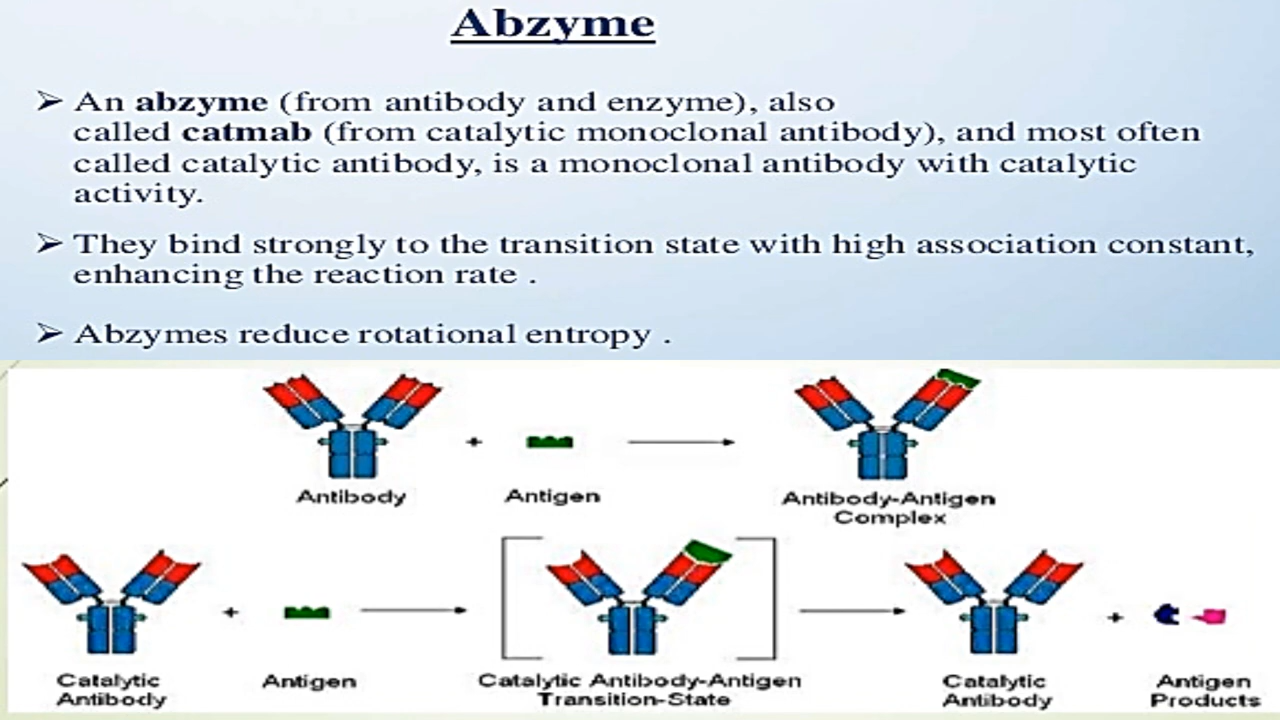 Abzyme
➢ An abzyme (from antibody and enzyme), also
called catmab (from catalytic monoclonal antibody), and most often
called catalytic antibody, is a monoclonal antibody with catalytic
activity.
➢ They bind strongly to the transition state with high association constant,
enhancing the reaction rate .
➢ Abzymes reduce rotational entropy .
+
Antibody
Antigen
Antibody-Antigen
Complex
+
+
Catalytic
Antibody
Antigen
Catalytic Antibody-Antigen
Transition-State
Catalytic
Antibody
Antigen
Products